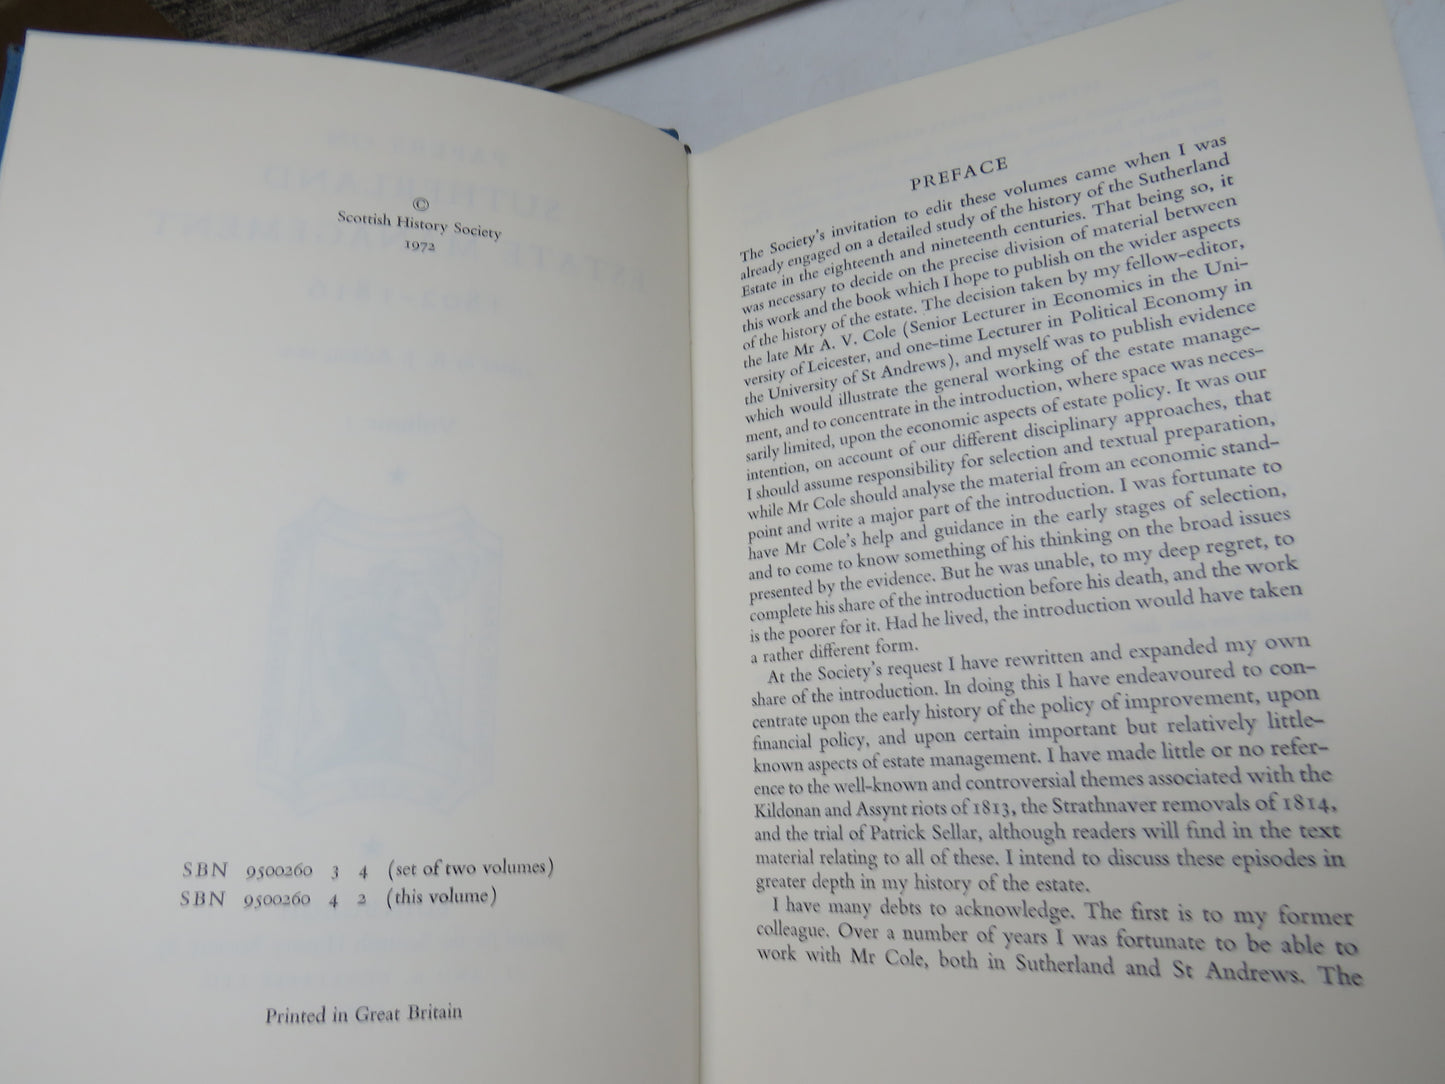 ©
Scottish History Society
1972
SBN 9500260 3 4 (set of two volumes)
SBN 9500260 4 2 (this volume)
Printed in Great Britain
PREFACE
The Society's invitation to edit these volumes came when I was
already engaged on a detailed study of the history of the Sutherland
Estate in the eighteenth and nineteenth centuries. That being so, it
was necessary to decide on the precise division of material between
this work and the book which I hope to publish on the wider aspects
of the history of the estate. The decision taken by my fellow-editor,
the late Mr A. V. Cole (Senior Lecturer in Economics in the Uni-
versity of Leicester, and one-time Lecturer in Political Economy in
the University of St Andrews), and myself was to publish evidence
which would illustrate the general working of the estate manage-
ment, and to concentrate in the introduction, where space was neces-
sarily limited, upon the economic aspects of estate policy. It was our
intention, on account of our different disciplinary approaches, that
I should assume responsibility for selection and textual preparation,
while Mr Cole should analyse the material from an economic stand-
point and write a major part of the introduction. I was fortunate to
have Mr Cole's help and guidance in the early stages of selection,
and to come to know something of his thinking on the broad issues
presented by the evidence. But he was unable, to my deep regret, to
complete his share of the introduction before his death, and the work
is the poorer for it. Had he lived, the introduction would have taken
a rather different form.
At the Society's request I have rewritten and expanded my own
share of the introduction. In doing this I have endeavoured to con-
centrate upon the early history of the policy of improvement, upon
financial policy, and upon certain important but relatively little-
known aspects of estate management. I have made little or no refer-
ence to the well-known and controversial themes associated with the
Kildonan and Assynt riots of 1813, the Strathnaver removals of 1814,
and the trial of Patrick Sellar, although readers will find in the text
material relating to all of these. I intend to discuss these episodes in
greater depth in my history of the estate.
I have many debts to acknowledge. The first is to my former
colleague. Over a number of years I was fortunate to be able to
work with Mr Cole, both in Sutherland and St Andrews. The